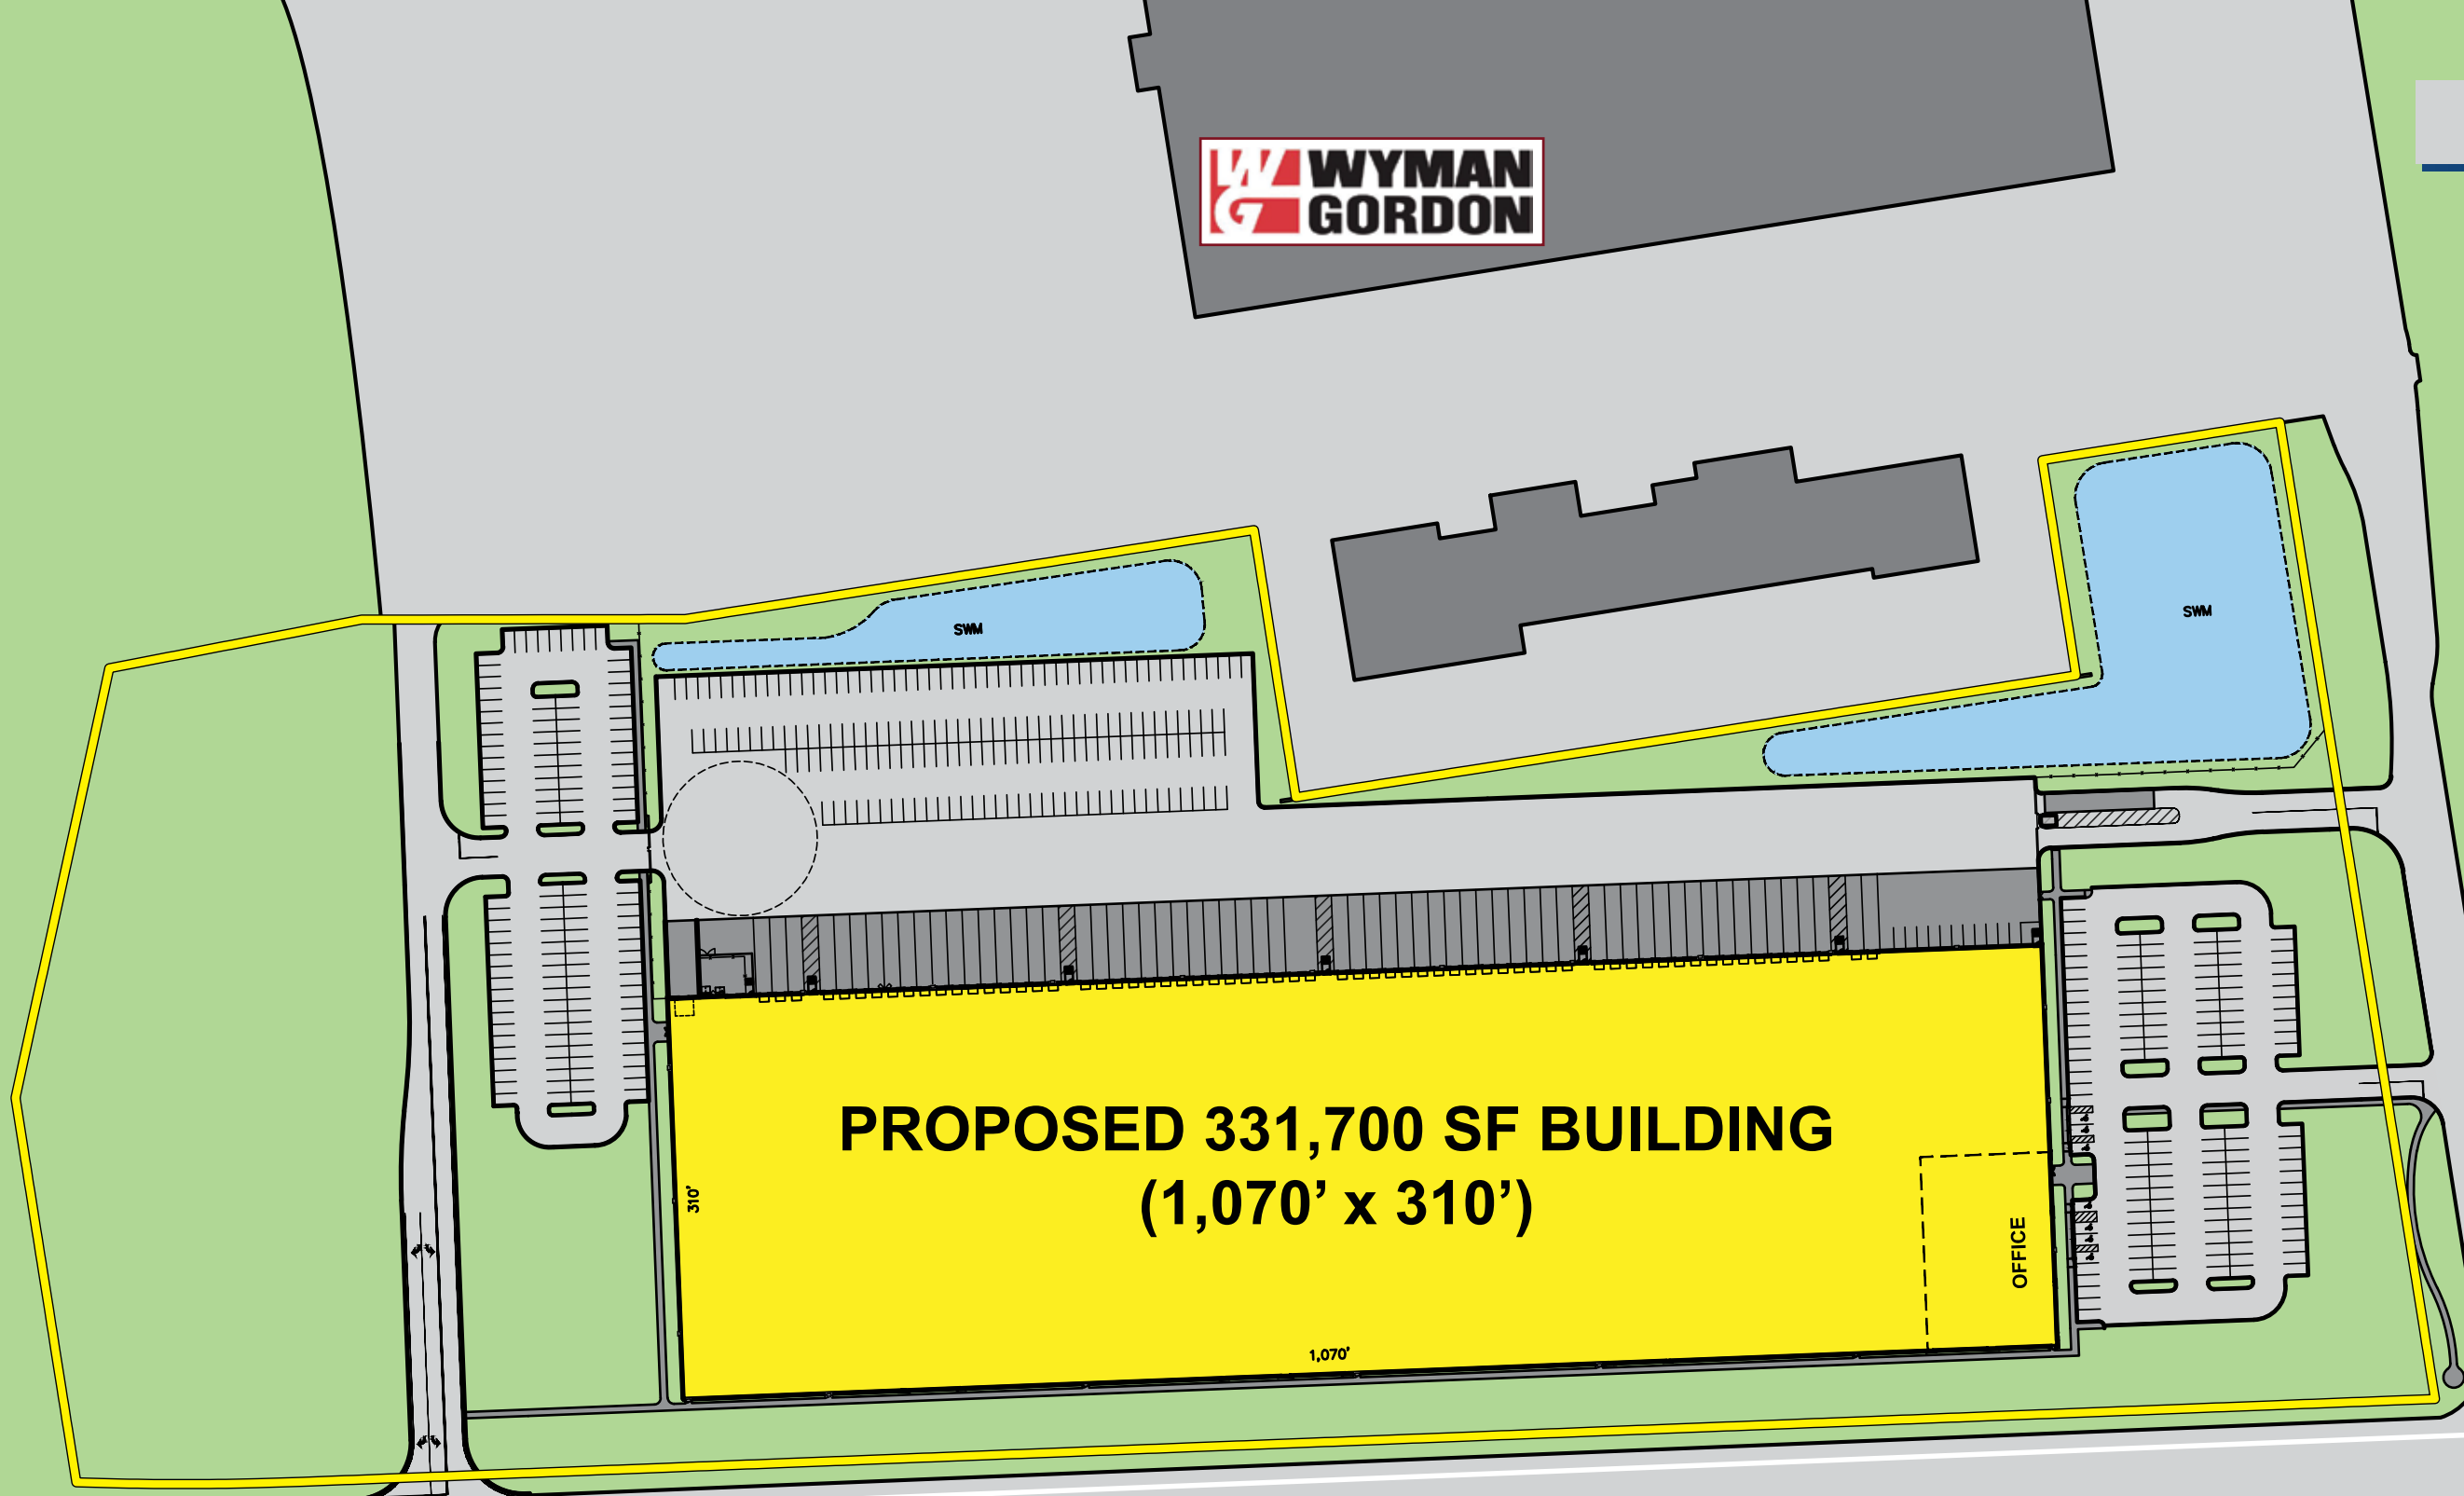 WYMAN
GORDON
SWM
SWM
PROPOSED 331,700 SF BUILDING
(1,070’ x 310’)
310'
OFFICE
1,070'